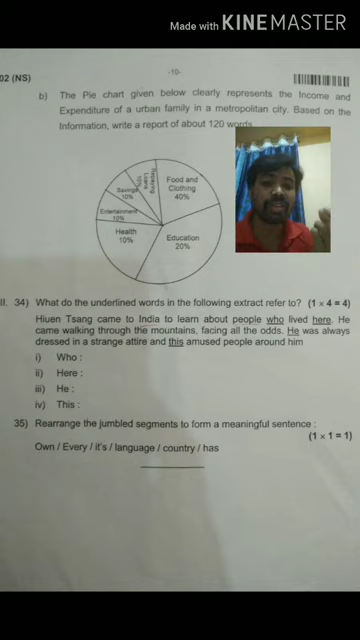 Made with KINEMASTER
02 (NS)
-10-
b) The Pie chart given below clearly represents the Income and
Expenditure of a urban family in a metropolitan city. Based on the
Information, write a report of about 120 words.
Repaying
Loans
10%
Food and
Clothing
40%
Savings
10%
Entertainment
10%
Health
10%
Education
20%
II. 34) What do the underlined words in the following extract refer to? (1 × 4 = 4)
Hiuen Tsang came to India to learn about people who lived here. He
came walking through the mountains, facing all the odds. He was always
dressed in a strange attire and this amused people around him
i) Who :
ii) Here :
iii) He :
iv) This :
35) Rearrange the jumbled segments to form a meaningful sentence :
(1 × 1 = 1)
Own / Every / it's / language / country / has